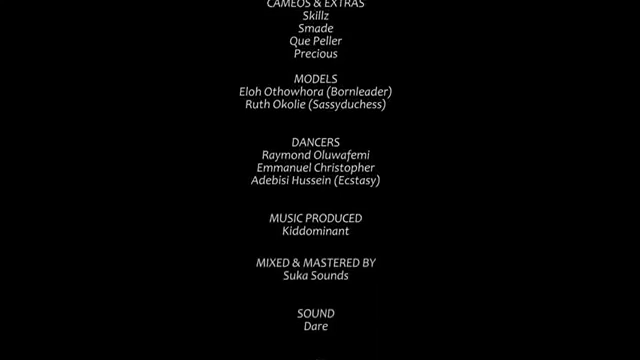 CAMEOS & EXTRAS
Skillz
Smade
Que Peller
Precious
MODELS
Eloh Othowhora (Bornleader)
Ruth Okolie (Sassyduchess)
DANCERS
Raymond Oluwafemi
Emmanuel Christopher
Adebisi Hussein (Ecstasy)
MUSIC PRODUCED
Kiddominant
MIXED & MASTERED BY
Suka Sounds
SOUND
Dare